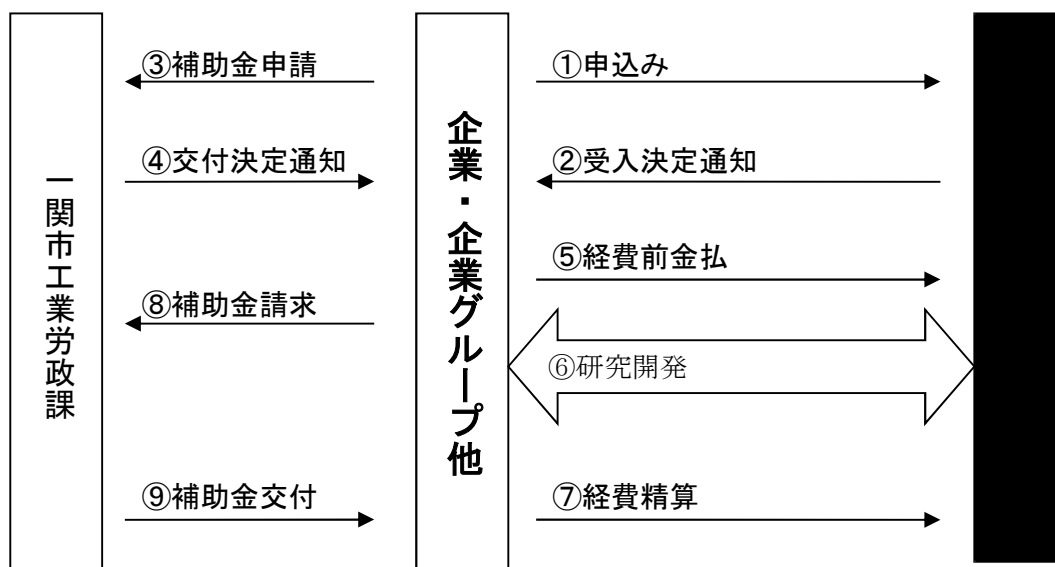 一関市工業労政課
③補助金申請
④交付決定通知
⑧補助金請求
⑨補助金交付
企業・企業グループ他
①申込み
②受入決定通知
⑤経費前金払
⑥研究開発
⑦経費精算